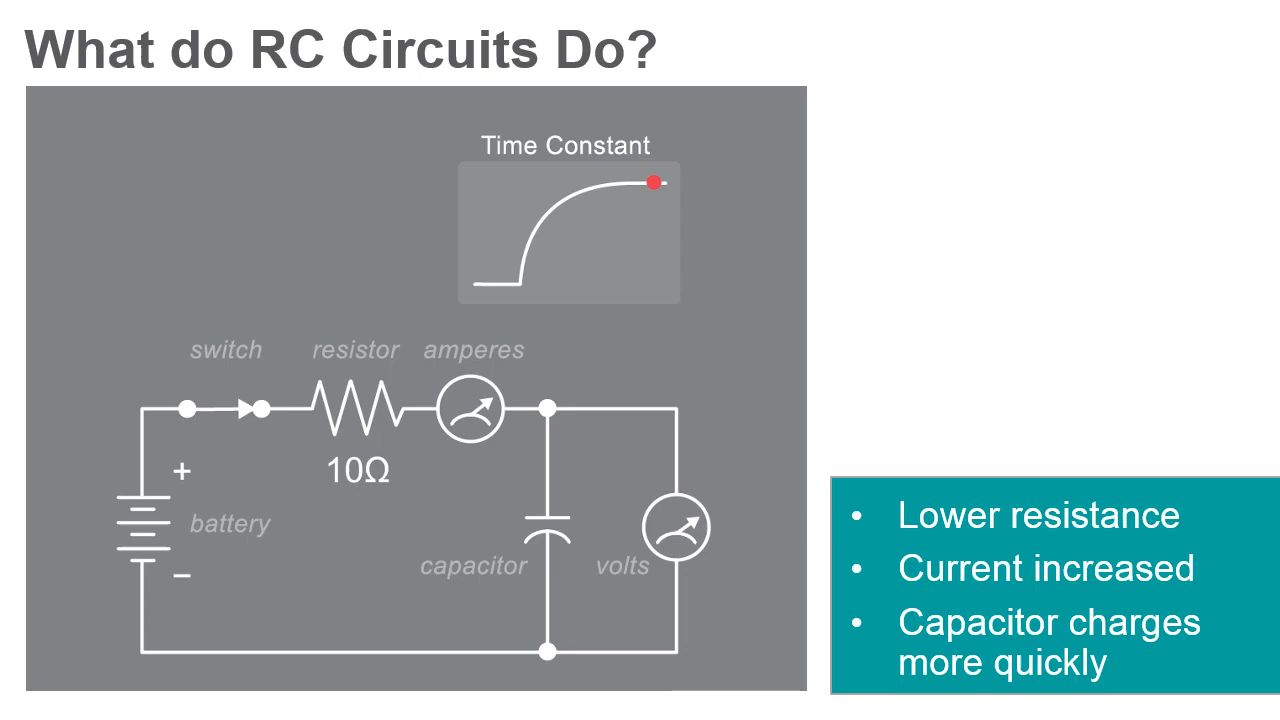 What do RC Circuits Do?
Time Constant
switch resistor amperes
+
10Ω
battery
capacitor volts
–
• Lower resistance
• Current increased
• Capacitor charges
more quickly